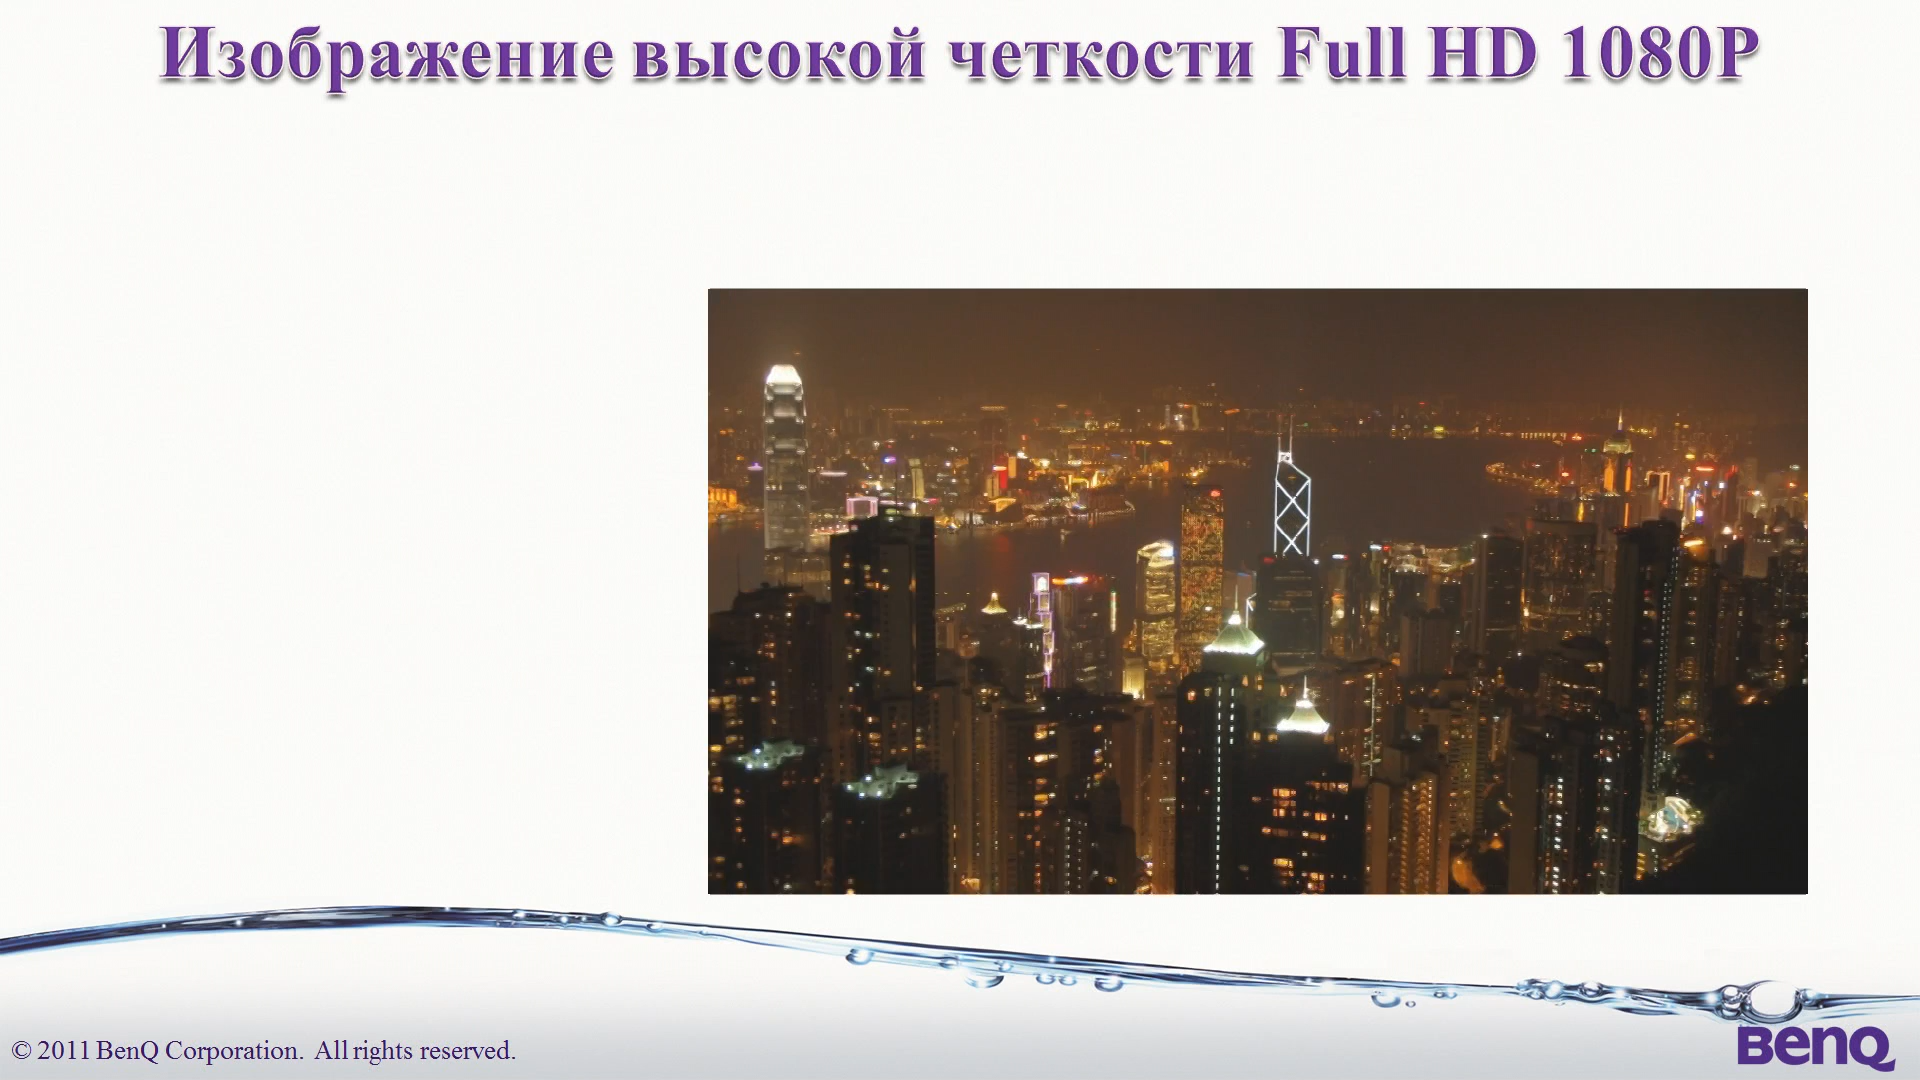 Изображение высокой четкости Full HD 1080P
© 2011 BenQ Corporation. All rights reserved.
BenQ